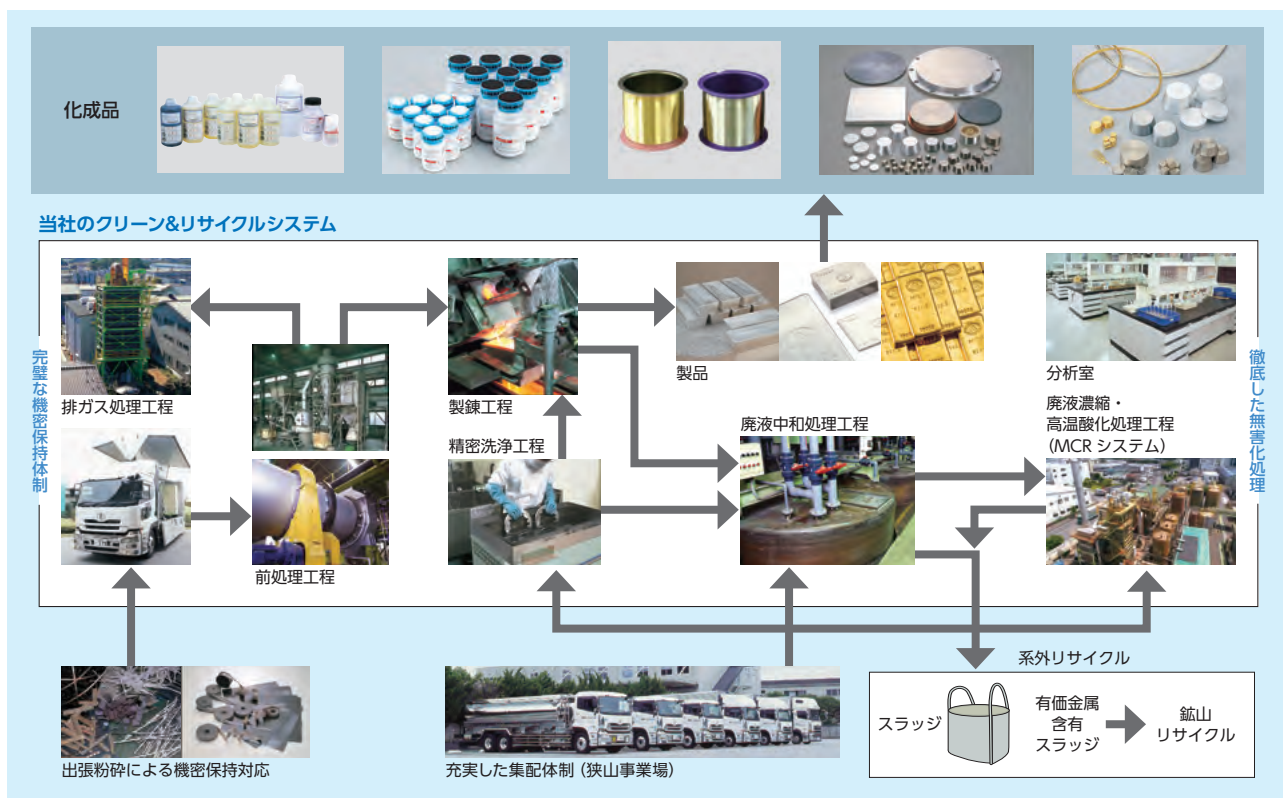 化成品
当社のクリーン&リサイクルシステム
完璧な機密保持体制
排ガス処理工程
前処理工程
製錬工程
精密洗浄工程
製品
廃液中和処理工程
分析室
廃液濃縮・
高温酸化処理工程
(MCR システム)
徹底した無害化処理
出張粉砕による機密保持対応
充実した集配体制 (狭山事業場)
系外リサイクル
スラッジ
有価金属
含有
スラッジ
鉱山
リサイクル